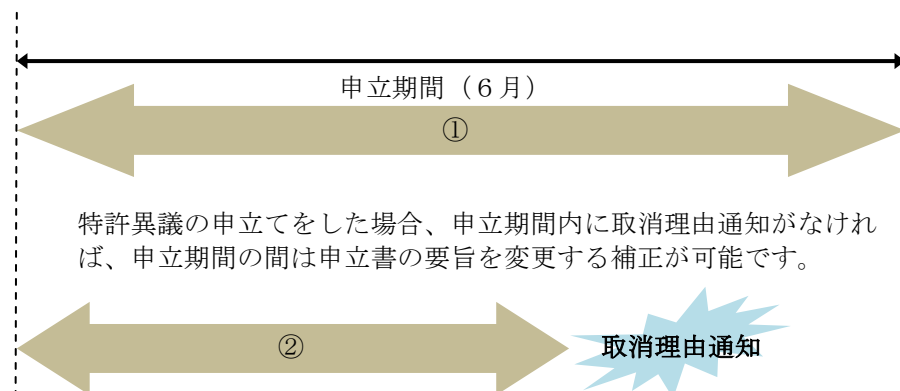 申立期間（６月）
①
特許異議の申立てをした場合、申立期間内に取消理由通知がなけれ
ば、申立期間の間は申立書の要旨を変更する補正が可能です。
②
取消理由通知